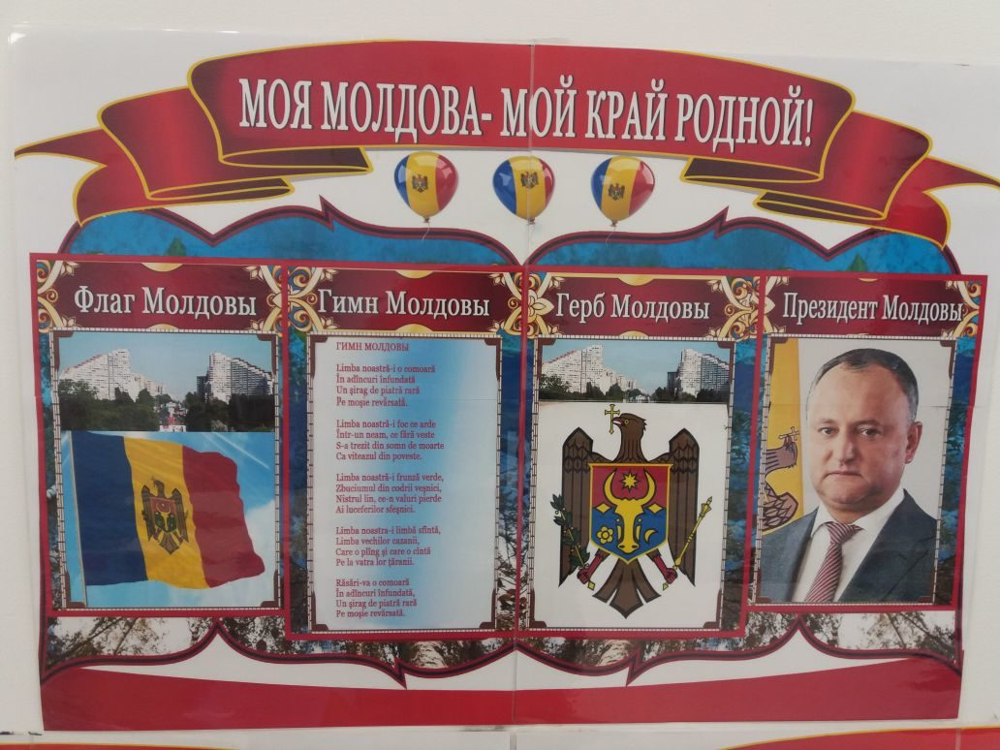 МОЯ МОЛДОВА- МОЙ КРАЙ РОДНОЙ!
Флаг Молдовы
Гимн Молдовы
ГИМН МОЛДОВЫ
Limba noastră-i o comoară
În adîncuri înfundată
Un şirag de piatră rară
Pe moşie revărsată.
Limba noastră-i foc ce arde
Într-un neam, ce fără veste
S-a trezit din somn de moarte
Ca viteazul din poveste.
Limba noastră-i frunză verde,
Zbuciumul din codrii veşnici,
Nistrul lin, ce-n valuri pierde
Ai luceferilor sfeşnici.
Limba noastra-i limbă sfîntă,
Limba vechilor cazanii,
Care o plîng şi care o cîntă
Pe la vatra lor ţăranii.
Răsări-va o comoară
În adîncuri înfundată,
Un şirag de piatră rară
Pe moşie revărsată.
Герб Молдовы
Президент Молдовы